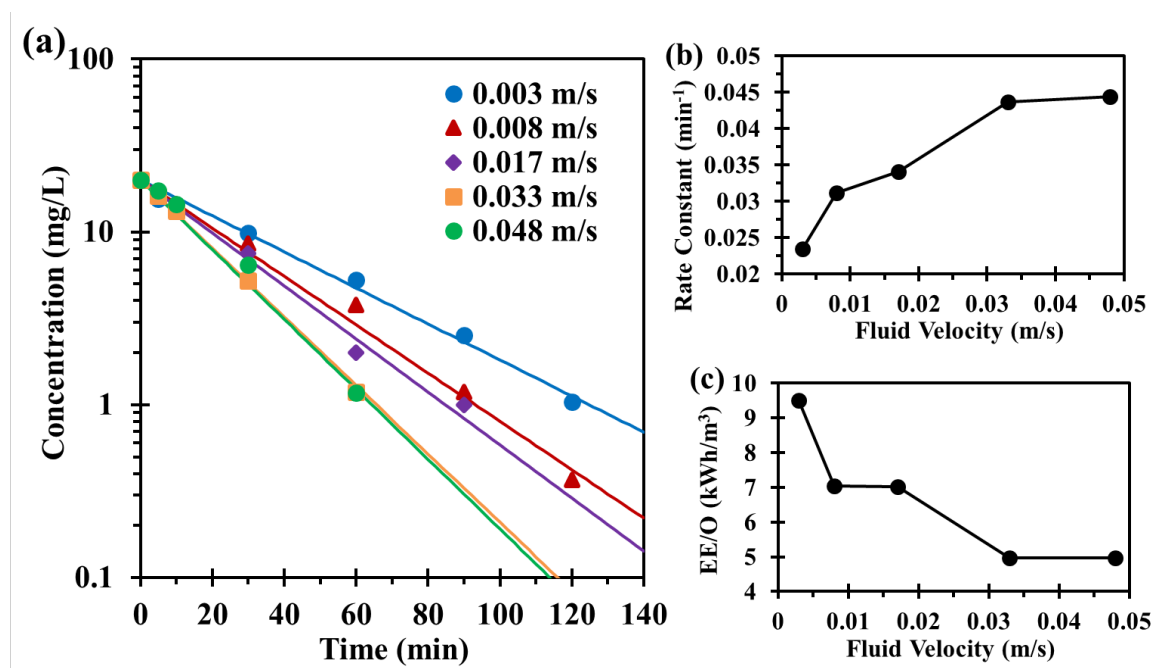 (a)
100
10
1
0.1
Concentration (mg/L)
0.003 m/s
0.008 m/s
0.017 m/s
0.033 m/s
0.048 m/s
0 20 40 60 80 100 120 140
Time (min)
(b)
0.05
0.045
0.04
0.035
0.03
0.025
0.02
Rate Constant (min⁻¹)
0 0.01 0.02 0.03 0.04 0.05
Fluid Velocity (m/s)
(c)
10
9
8
7
6
5
4
EE/O (kWh/m³)
0 0.01 0.02 0.03 0.04 0.05
Fluid Velocity (m/s)